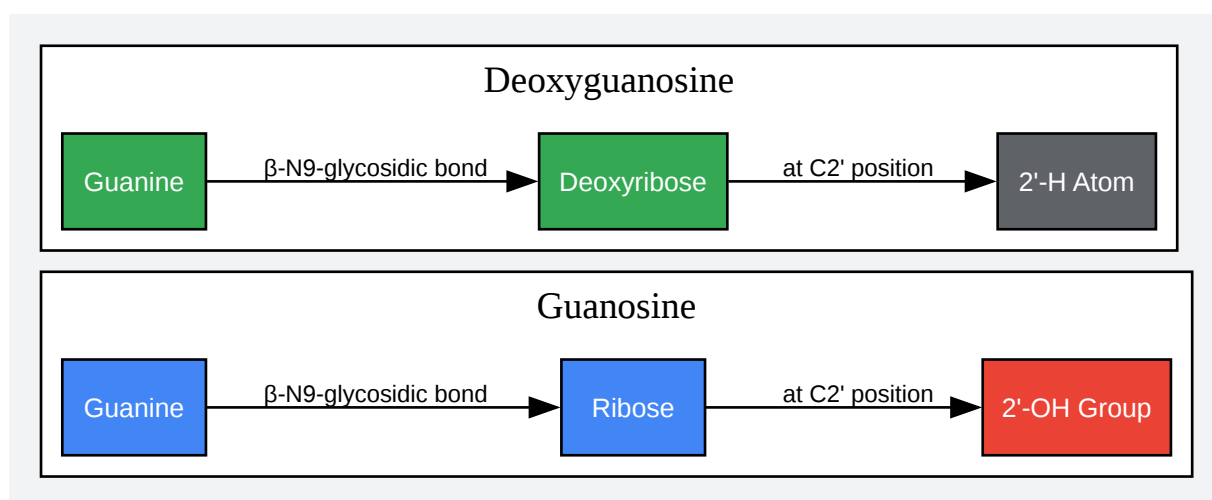 Deoxyguanosine
Guanine
β-N9-glycosidic bond
Deoxyribose
at C2' position
2'-H Atom
Guanosine
Guanine
β-N9-glycosidic bond
Ribose
at C2' position
2'-OH Group